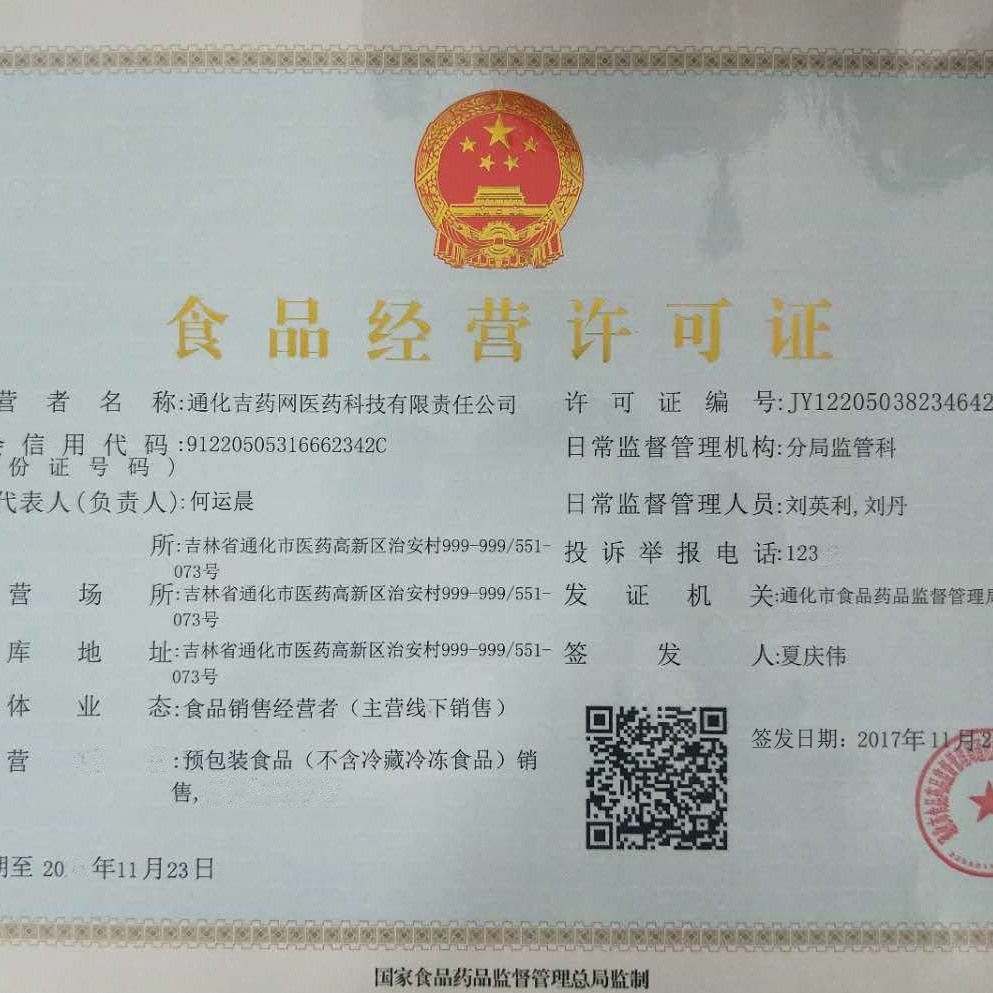 食品经营许可证
营者名称:通化吉药网医药科技有限责任公司
信用代码:91220505316662342C
份证号码)
代表人(负责人):何运晨
所:吉林省通化市医药高新区治安村999-999/551-
073号
营场所:吉林省通化市医药高新区治安村999-999/551-
073号
库地址:吉林省通化市医药高新区治安村999-999/551-
073号
体业态:食品销售经营者（主营线下销售）
营:预包装食品（不含冷藏冷冻食品）销
售,
期至 20 年11月23日
许可证编号:JY12205038234642
日常监督管理机构:分局监管科
日常监督管理人员:刘英利,刘丹
投诉举报电话:123
发证机关:通化市食品药品监督管理局
签发人:夏庆伟
签发日期: 2017年11月2
国家食品药品监督管理总局监制